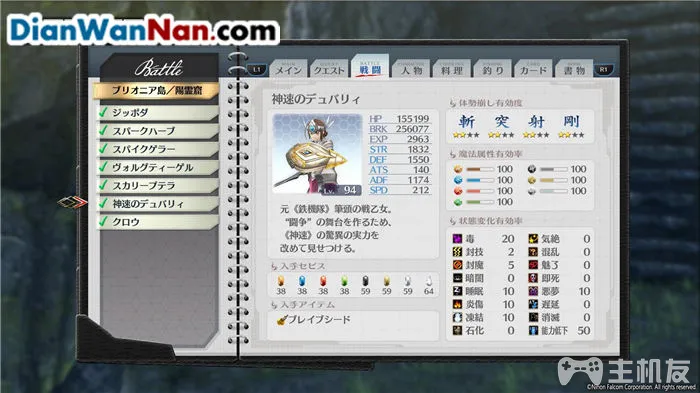 DianWanNan.com
Battle
L1
メイン
クエスト
BATTLE
戦闘
CHARACTER
人物
料理
釣り
カード
BOOK
書物
R1
ブリオニア島/陽霊窟
ジッポダ
スパークハーブ
スパイクゲラー
ヴォルグティーゲル
スカリープテラ
神速のデュバリィ
クロウ
神速のデュバリィ
Lv. 94
HP 155199
BRK 256077
EXP 2963
STR 1832
DEF 1550
ATS 140
ADF 1174
SPD 212
元《鉄機隊》筆頭の戦乙女。
“闘争”の舞台を作るため、
《神速》の驚異の実力を
改めて見せつける。
入手セピス
38 38 38 38 59 59 64
入手アイテム
ブレイブシード
体勢崩し有効度
斬 突 射 剛
魔法属性有効率
100 100
100 100
100 100
100
状態変化有効率
毒 20 気絶 0
封技 2 混乱 0
封魔 5 魅了 0
暗闇 0 即死 0
睡眠 10 悪夢 10
炎傷 10 遅延 0
凍結 10 消滅 0
石化 0 能力低下 50
主机友
©Nihon Falcom Corporation. All rights reserved.